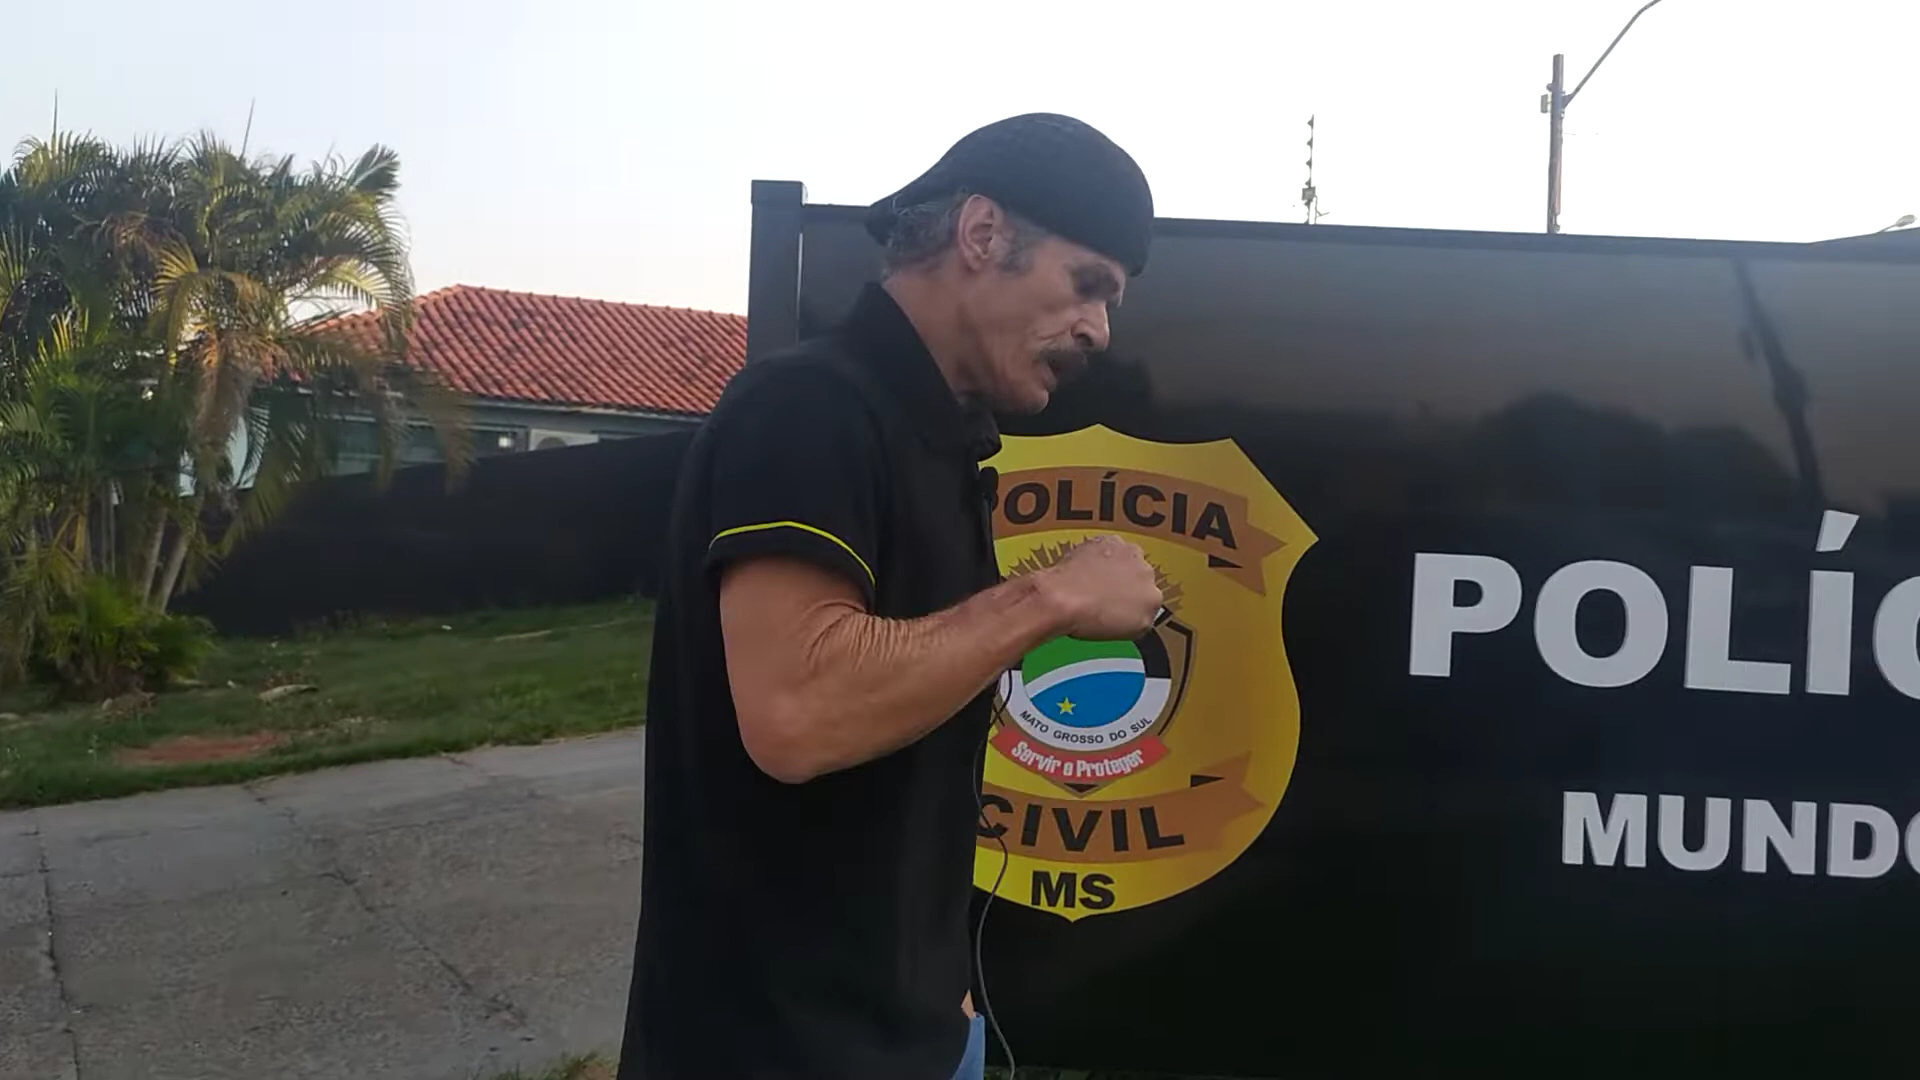 POLÍCIA
MATO GROSSO DO SUL
Servir e Proteger
CIVIL
MS
POLÍC
MUNDO